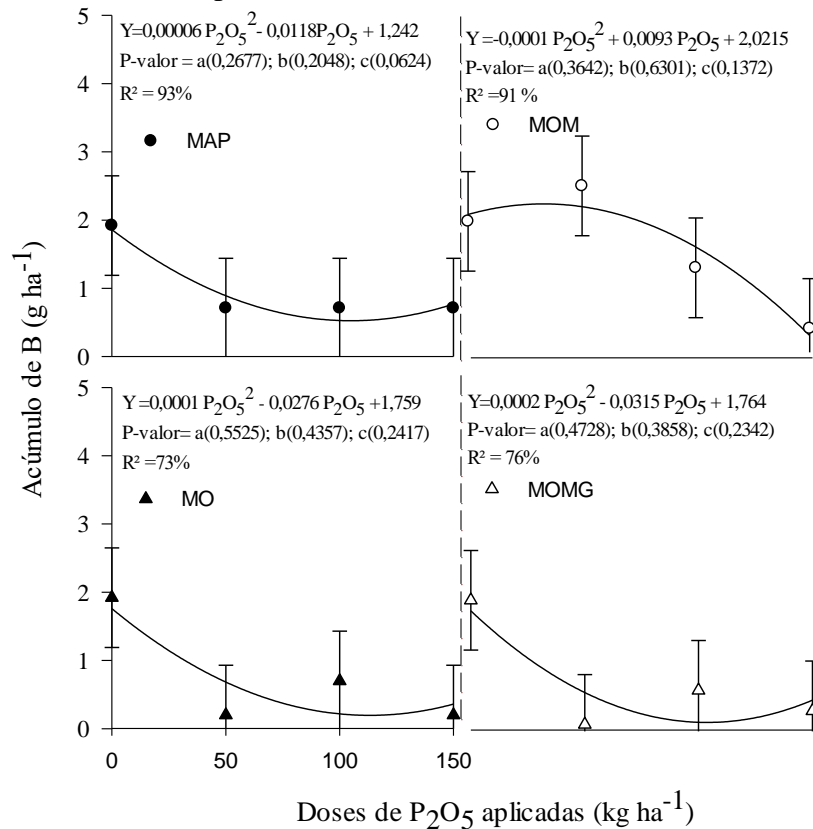 Y=0,00006 P2O5² - 0,0118P2O5 + 1,242
P-valor = a(0,2677); b(0,2048); c(0,0624)
R² = 93%
MAP
Y =-0,0001 P2O5² + 0,0093 P2O5 + 2,0215
P-valor= a(0,3642); b(0,6301); c(0,1372)
R² =91 %
MOM
5
4
3
2
1
0
Acúmulo de B (g ha⁻¹)
Y=0,0001 P2O5² - 0,0276 P2O5 +1,759
P-valor= a(0,5525); b(0,4357); c(0,2417)
R² =73%
MO
Y=0,0002 P2O5² - 0,0315 P2O5 + 1,764
P-valor= a(0,4728); b(0,3858); c(0,2342)
R² = 76%
MOMG
5
4
3
2
1
0
0 50 100 150
Doses de P2O5 aplicadas (kg ha⁻¹)